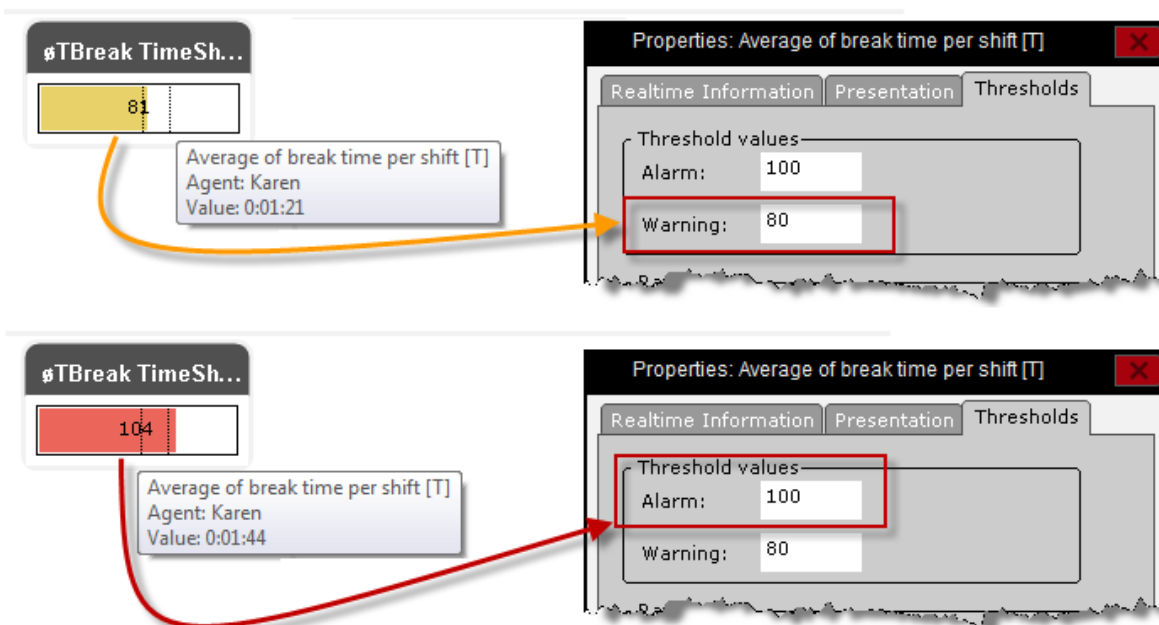 øTBreak TimeSh...
81
Average of break time per shift [T]
Agent: Karen
Value: 0:01:21
Properties: Average of break time per shift [T]
Realtime Information Presentation Thresholds
Threshold values
Alarm: 100
Warning: 80
øTBreak TimeSh...
104
Average of break time per shift [T]
Agent: Karen
Value: 0:01:44
Properties: Average of break time per shift [T]
Realtime Information Presentation Thresholds
Threshold values
Alarm: 100
Warning: 80